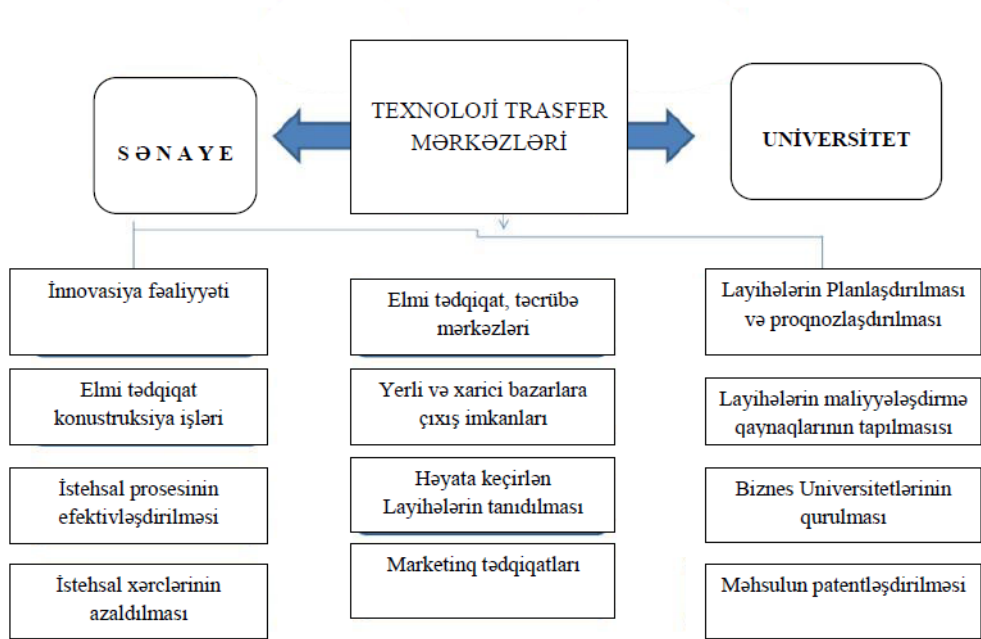 TEXNOLOJİ TRASFER
MƏRKƏZLƏRİ
S Ə N A Y E
UNİVERSİTET
İnnovasiya fəaliyyəti
Elmi tədqiqat
konustruksiya işləri
İstehsal prosesinin
efektivləşdirilməsi
İstehsal xərclərinin
azaldılması
Elmi tədqiqat, təcrübə
mərkəzləri
Yerli və xarici bazarlara
çıxış imkanları
Həyata keçirlən
Layihələrin tanıdılması
Marketinq tədqiqatları
Layihələrin Planlaşdırılması
və proqnozlaşdırılması
Layihələrin maliyyələşdirmə
qaynaqlarının tapılmasısı
Biznes Universitetlərinin
qurulması
Məhsulun patentləşdirilməsi